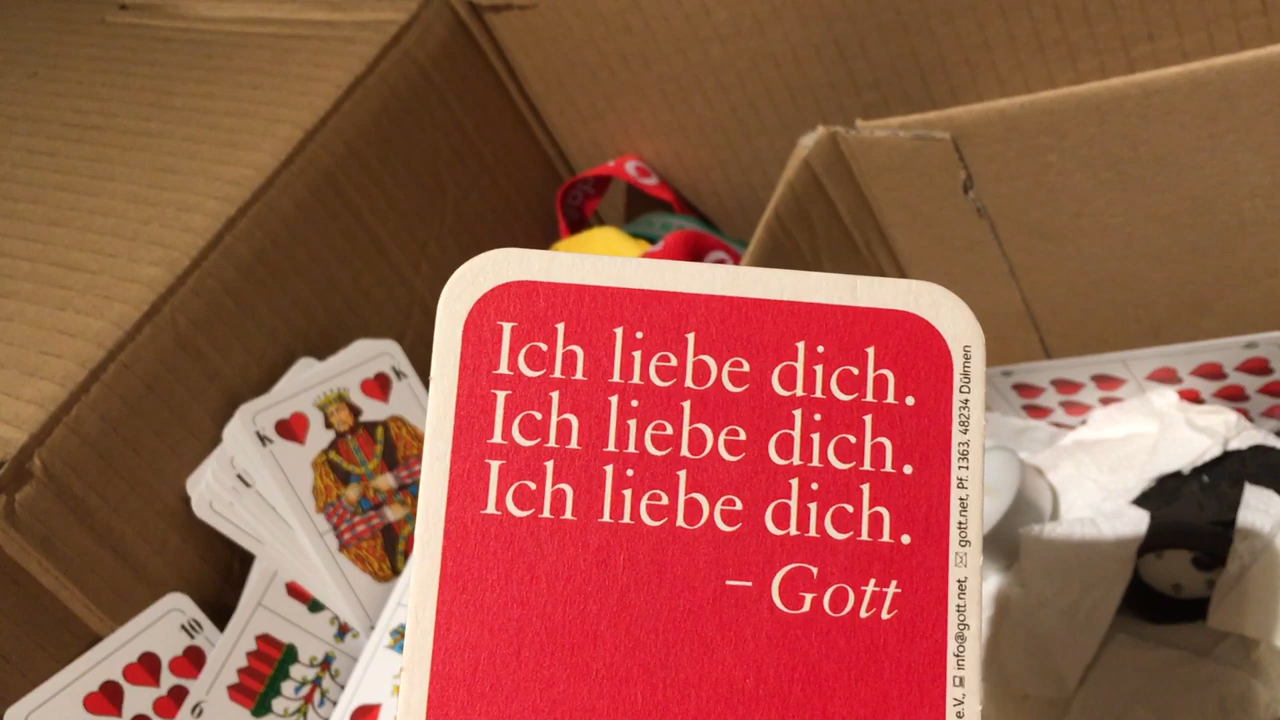 Ich liebe dich.
Ich liebe dich.
Ich liebe dich.
– Gott
e.V., info@gott.net, gott.net, Pf. 1363, 48234 Dülmen
K
K
10